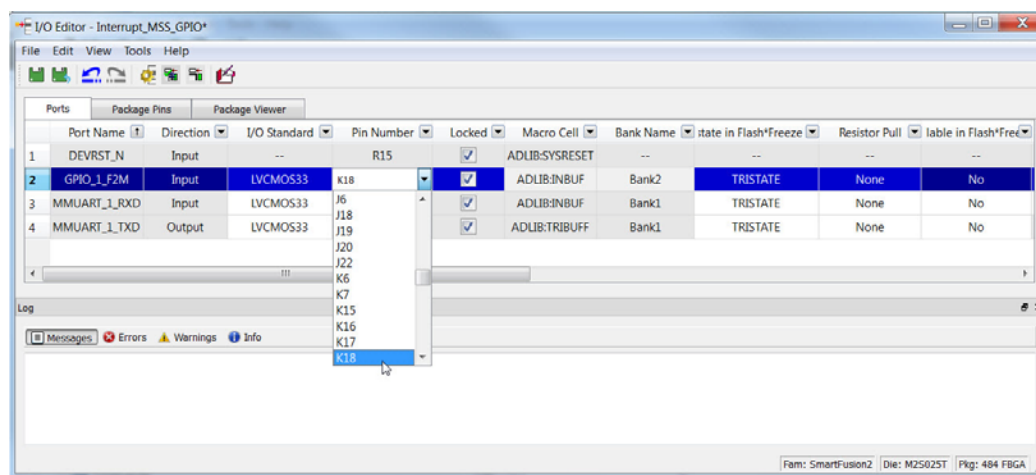 I/O Editor - Interrupt_MSS_GPIO*
File Edit View Tools Help
Ports Package Pins Package Viewer
Port Name Direction I/O Standard Pin Number Locked Macro Cell Bank Name state in Flash*Freeze Resistor Pull lable in Flash*Free
1 DEVRST_N Input -- R15 ADLIB:SYSRESET -- -- -- --
2 GPIO_1_F2M Input LVCMOS33 K18 ADLIB:INBUF Bank2 TRISTATE None No
3 MMUART_1_RXD Input LVCMOS33 ADLIB:INBUF Bank1 TRISTATE None No
4 MMUART_1_TXD Output LVCMOS33 ADLIB:TRIBUFF Bank1 TRISTATE None No
J6
J18
J19
J20
J22
K6
K7
K15
K16
K17
K18
Log
Messages Errors Warnings Info
Fam: SmartFusion2 Die: M2S025T Pkg: 484 FBGA